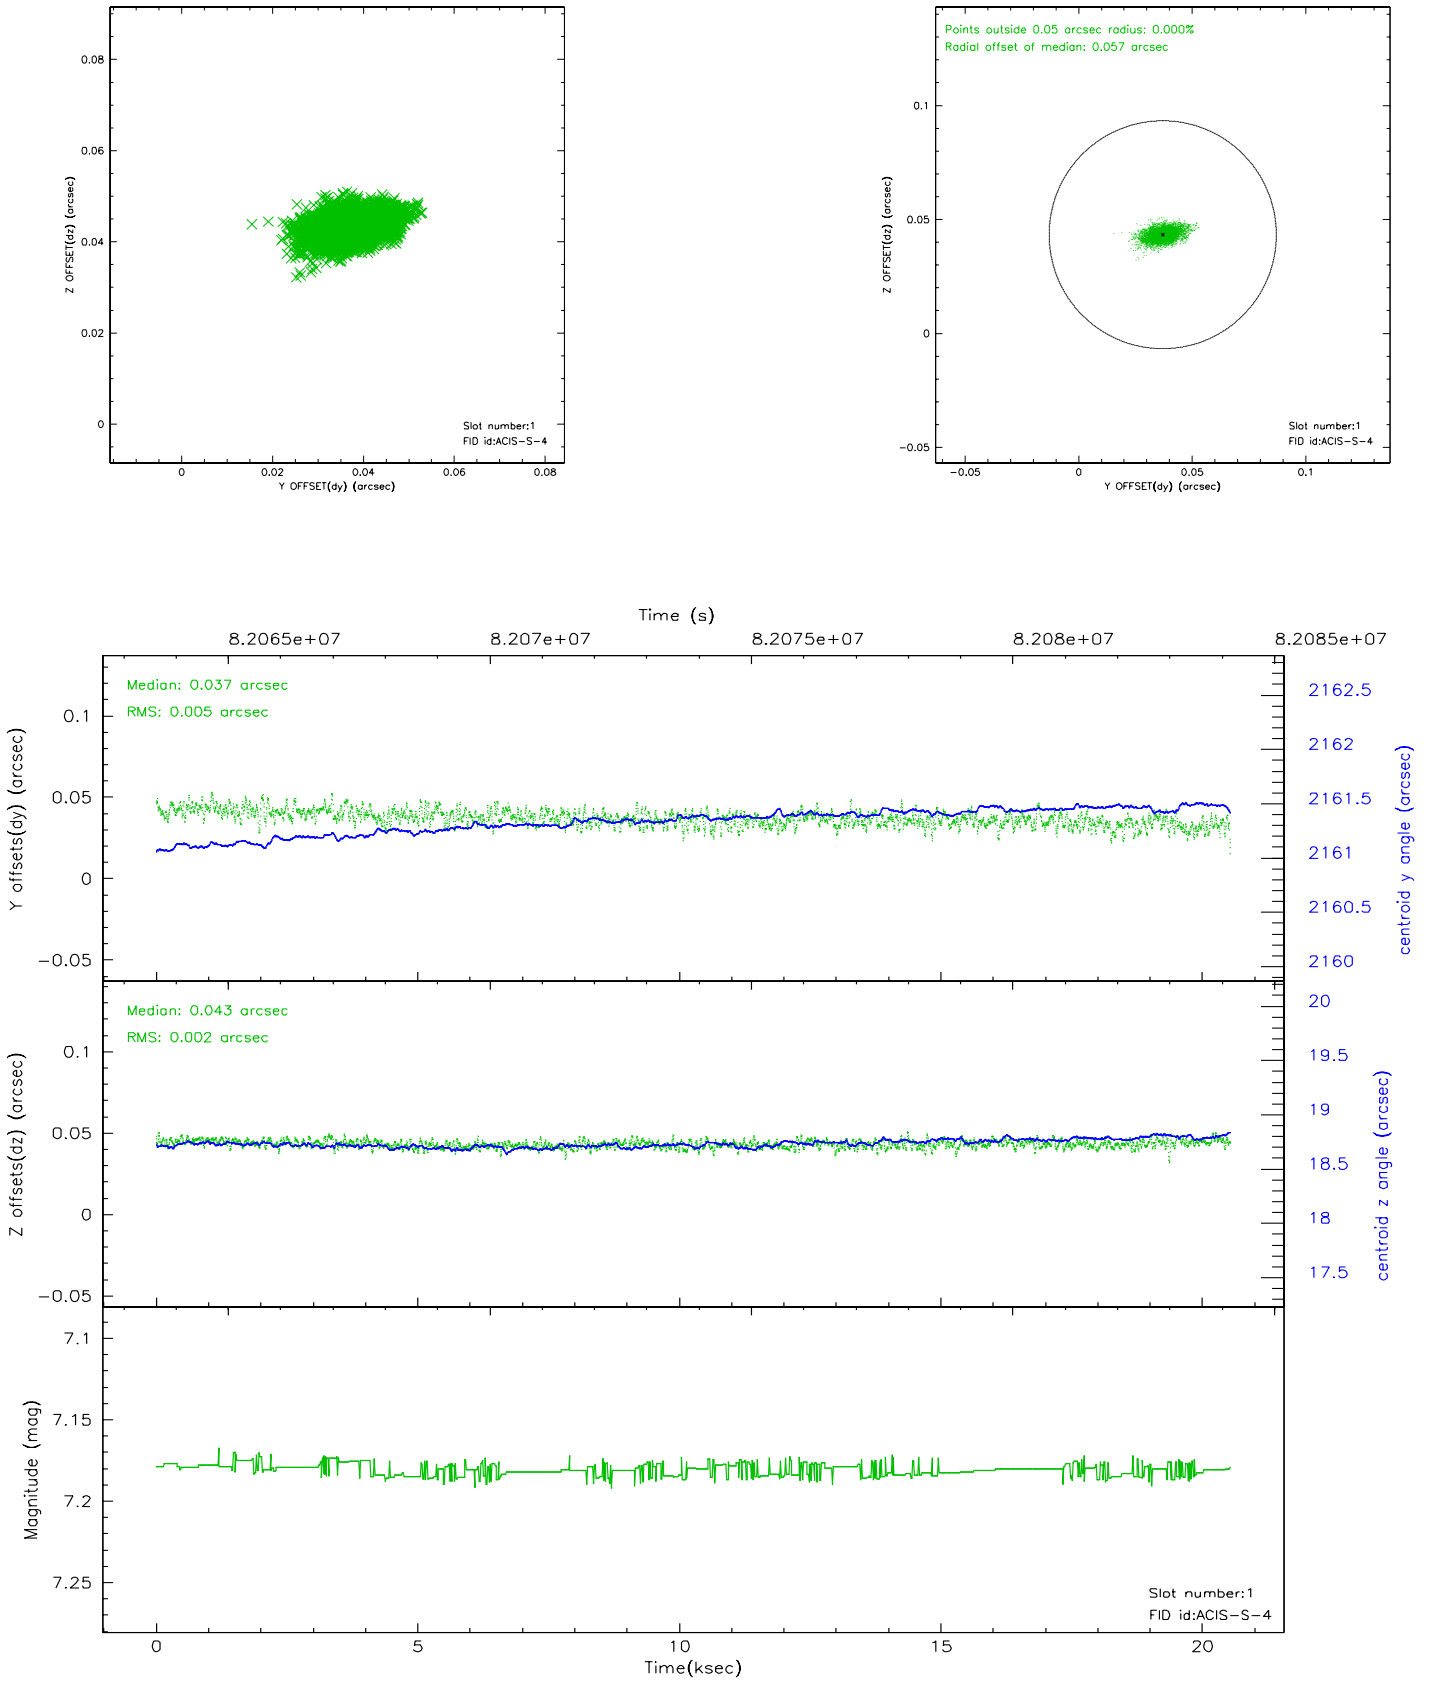 0.08
0.06
0.04
0.02
0
Z OFFSET(dz) (arcsec)
Slot number:1
FID id:ACIS-S-4
0 0.02 0.04 0.06 0.08
Y OFFSET(dy) (arcsec)
Points outside 0.05 arcsec radius: 0.000%
Radial offset of median: 0.057 arcsec
0.1
0.05
0
-0.05
Z OFFSET(dz) (arcsec)
Slot number:1
FID id:ACIS-S-4
-0.05 0 0.05 0.1
Y OFFSET(dy) (arcsec)
Time (s)
8.2065e+07 8.207e+07 8.2075e+07 8.208e+07 8.2085e+07
Median: 0.037 arcsec
RMS: 0.005 arcsec
0.1
0.05
0
-0.05
Y offsets(dy) (arcsec)
2162.5
2162
2161.5
2161
2160.5
2160
centroid y angle (arcsec)
Median: 0.043 arcsec
RMS: 0.002 arcsec
0.1
0.05
0
-0.05
Z offsets(dz) (arcsec)
20
19.5
19
18.5
18
17.5
centroid z angle (arcsec)
7.1
7.15
7.2
7.25
Magnitude (mag)
Slot number:1
FID id:ACIS-S-4
0 5 10 15 20
Time(ksec)